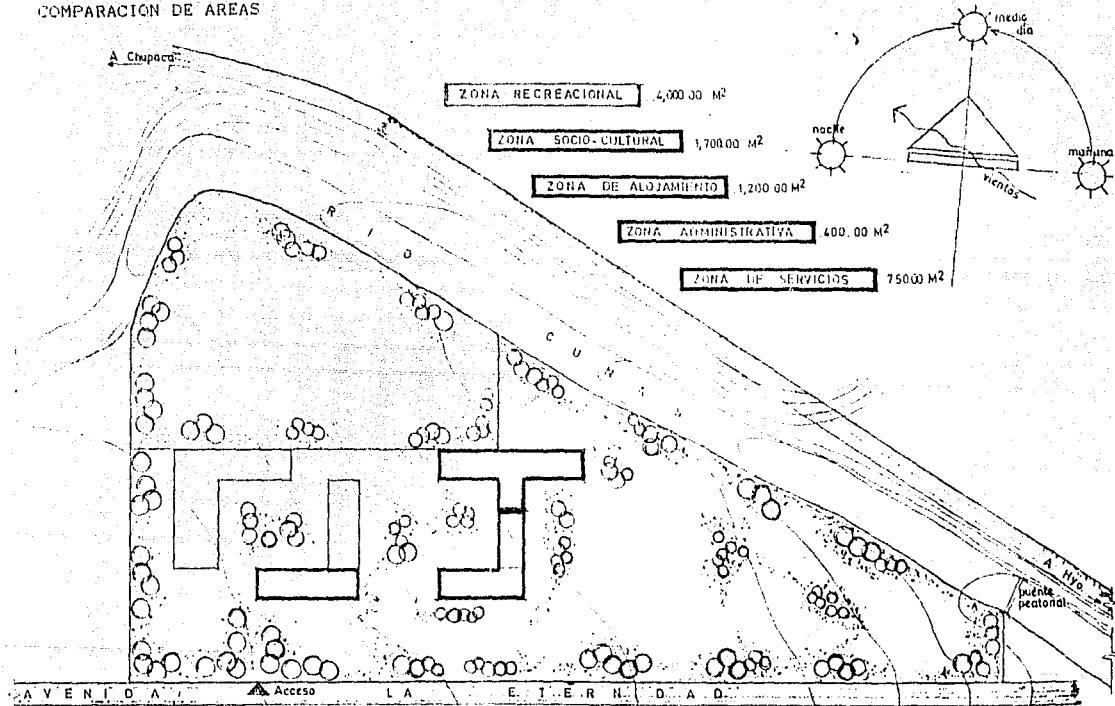 COMPARACION DE AREAS
medio
día
A Chupaca
ZONA RECREACIONAL 4,000.00 M²
noche
ZONA SOCIO-CULTURAL 1,700.00 M²
mañana
vientos
ZONA DE ALOJAMIENTO 1,200.00 M²
ZONA ADMINISTRATIVA 400.00 M²
ZONA DE SERVICIOS 750.00 M²
RIO CUNAS
A Hyo.
puente
peatonal
Acceso
AVENIDA LA ETERNIDAD